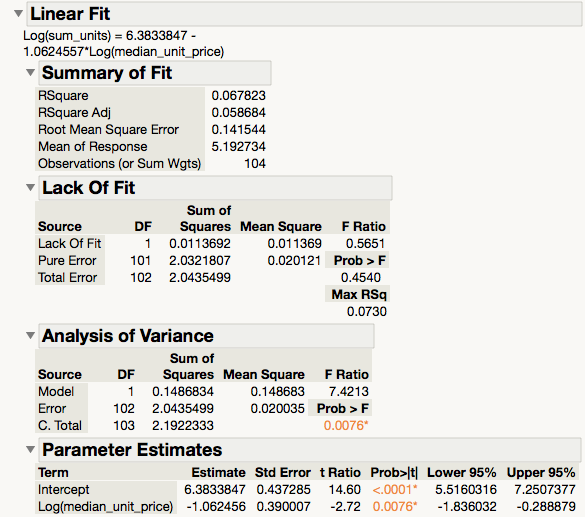 Linear Fit
Log(sum_units) = 6.3833847 -
1.0624557*Log(median_unit_price)
Summary of Fit
RSquare 0.067823
RSquare Adj 0.058684
Root Mean Square Error 0.141544
Mean of Response 5.192734
Observations (or Sum Wgts) 104
Lack Of Fit
Sum of
Source DF Squares Mean Square F Ratio
Lack Of Fit 1 0.0113692 0.011369 0.5651
Pure Error 101 2.0321807 0.020121 Prob > F
Total Error 102 2.0435499 0.4540
Max RSq
0.0730
Analysis of Variance
Sum of
Source DF Squares Mean Square F Ratio
Model 1 0.1486834 0.148683 7.4213
Error 102 2.0435499 0.020035 Prob > F
C. Total 103 2.1922333 0.0076*
Parameter Estimates
Term Estimate Std Error t Ratio Prob>|t| Lower 95% Upper 95%
Intercept 6.3833847 0.437285 14.60 <.0001* 5.5160316 7.2507377
Log(median_unit_price) -1.062456 0.390007 -2.72 0.0076* -1.836032 -0.288879